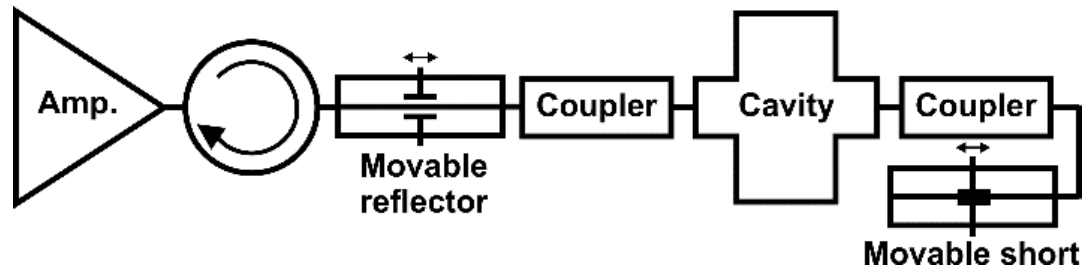 Amp.
Movable
reflector
Coupler
Cavity
Coupler
Movable short